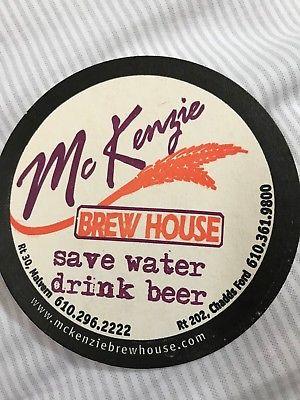 McKenzie
BREW HOUSE
save water
drink beer
Rt 30, Malvern 610.296.2222
Rt 202, Chadds Ford 610.361.9800
www.mckenziebrewhouse.com